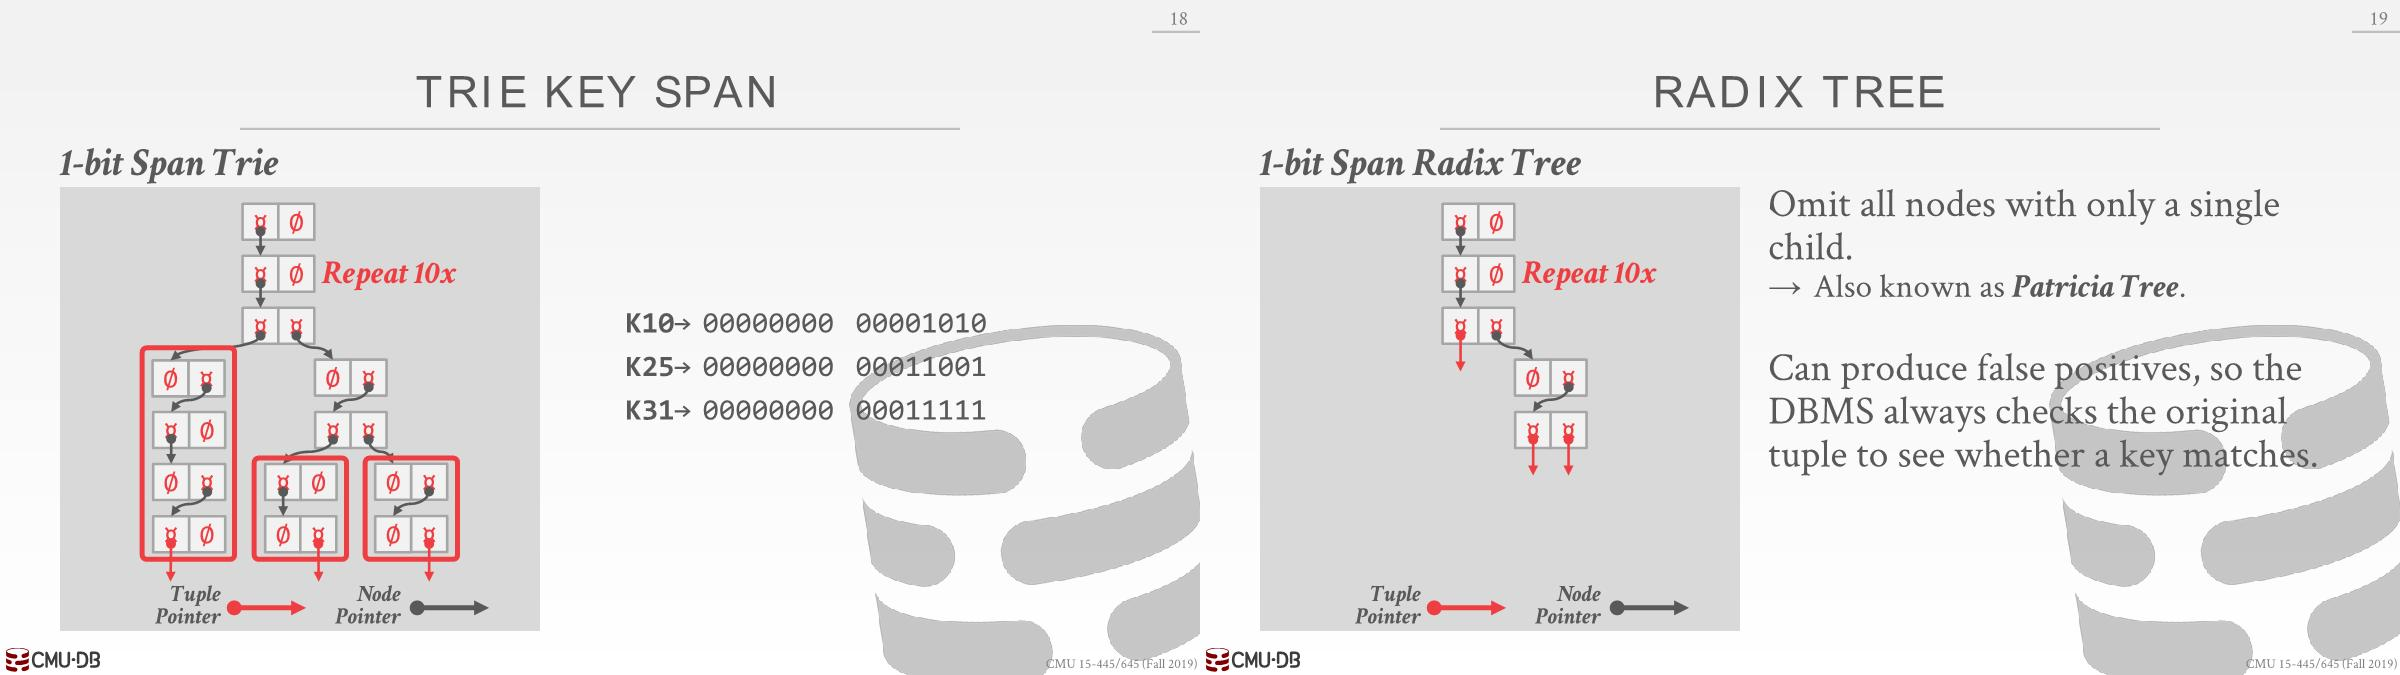 18
TRIE KEY SPAN
1-bit Span Trie
¤ Ø
¤ Ø Repeat 10x
¤ ¤
Ø ¤ Ø ¤
¤ Ø ¤ ¤
Ø ¤ ¤ Ø Ø ¤
¤ Ø Ø ¤ Ø ¤
Tuple
Pointer
Node
Pointer
K10→ 00000000 00001010
K25→ 00000000 00011001
K31→ 00000000 00011111
CMU·DB
CMU 15-445/645 (Fall 2019)
19
RADIX TREE
1-bit Span Radix Tree
¤ Ø
¤ Ø Repeat 10x
¤ ¤
Ø ¤
¤ ¤
Tuple
Pointer
Node
Pointer
Omit all nodes with only a single
child.
→ Also known as Patricia Tree.
Can produce false positives, so the
DBMS always checks the original
tuple to see whether a key matches.
CMU·DB
CMU 15-445/645 (Fall 2019)